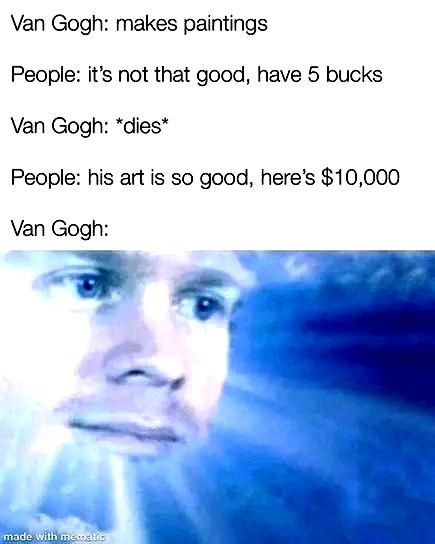 Van Gogh: makes paintings
People: it’s not that good, have 5 bucks
Van Gogh: *dies*
People: his art is so good, here’s $10,000
Van Gogh:
made with mematic